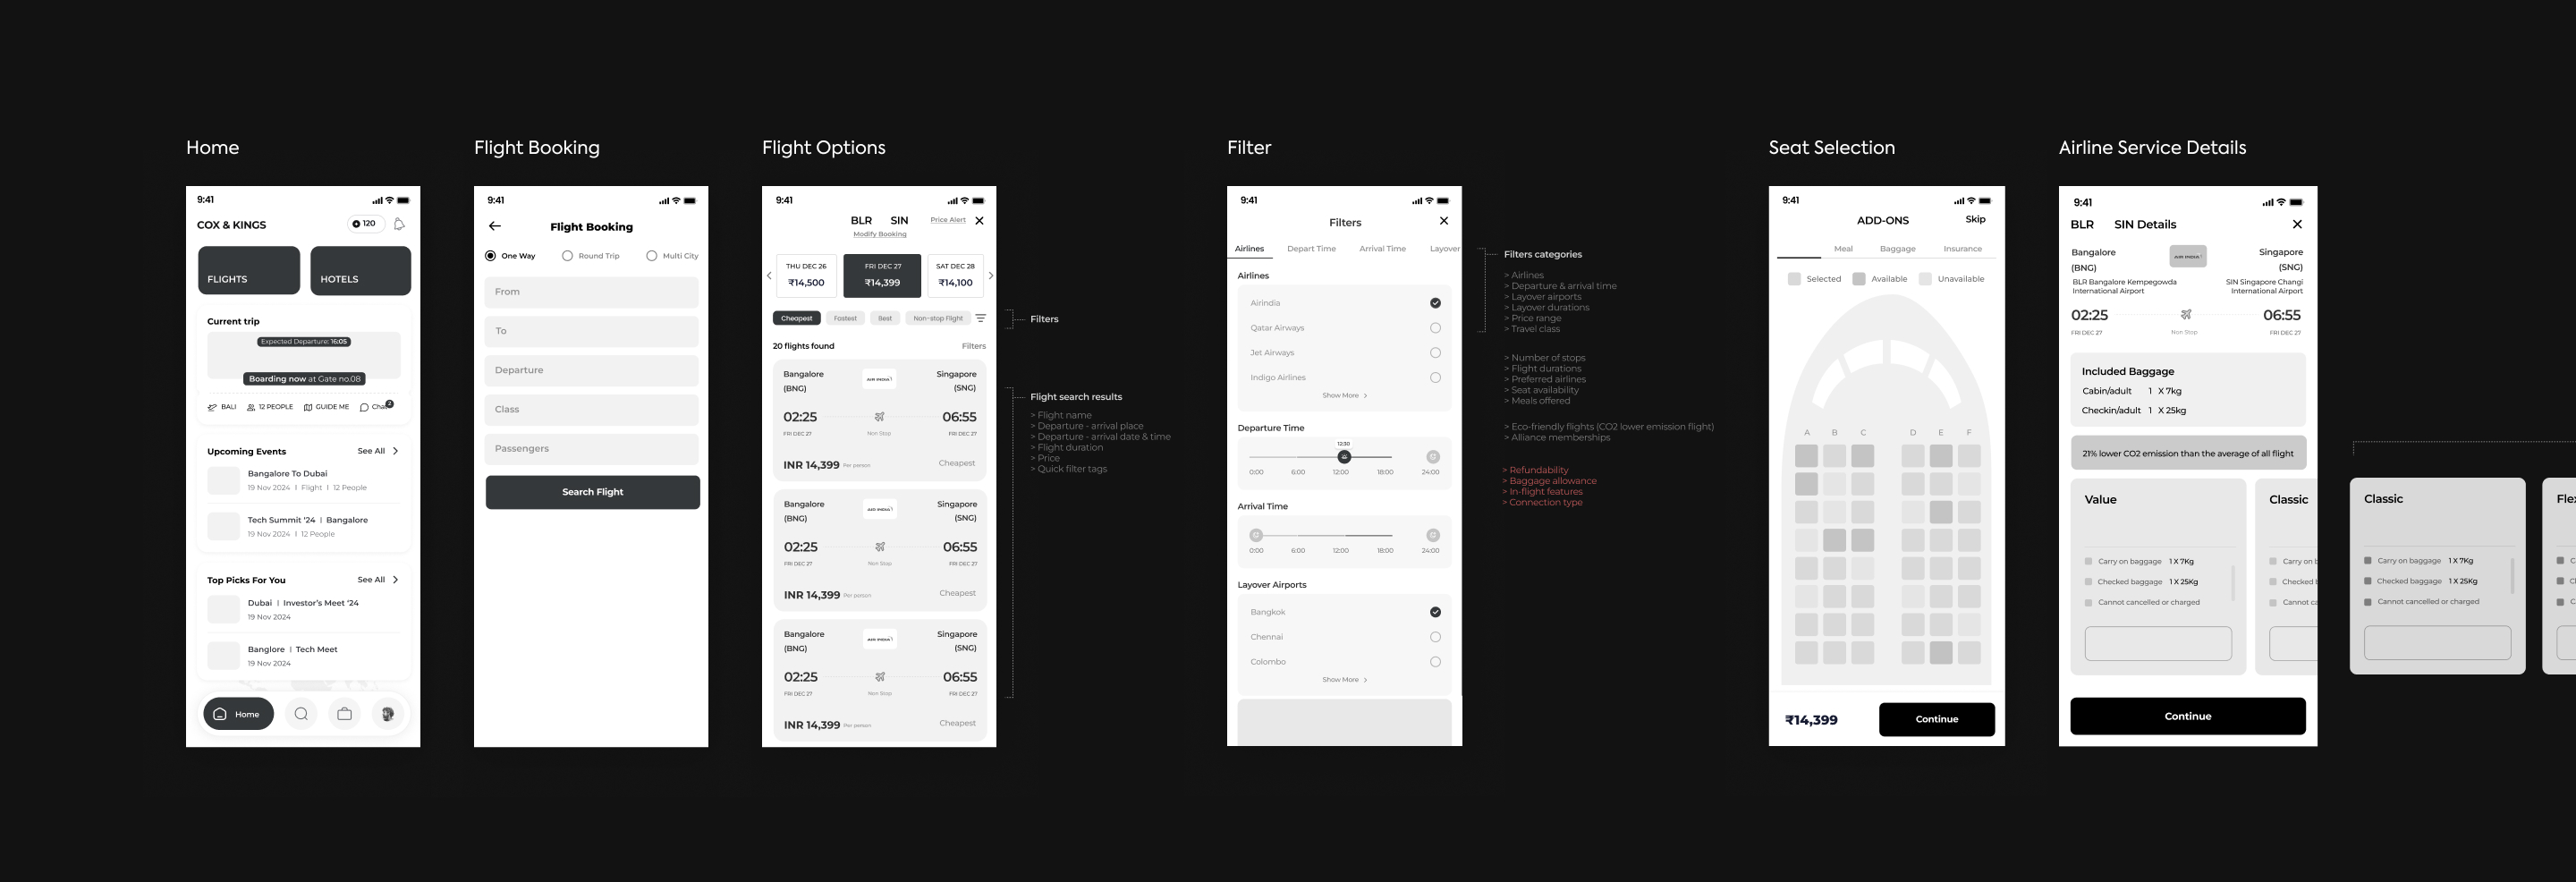 Home
9:41
COX & KINGS
120
FLIGHTS
HOTELS
Current trip
Expected Departure: 16:05
Boarding now at Gate no.08
BALI
12 PEOPLE
GUIDE ME
Chat
2
Upcoming Events
See All
Bangalore To Dubai
19 Nov 2024 | Flight | 12 People
Tech Summit '24 | Bangalore
19 Nov 2024 | 12 People
Top Picks For You
See All
Dubai | Investor's Meet '24
19 Nov 2024
Banglore | Tech Meet
19 Nov 2024
Home
Flight Booking
9:41
Flight Booking
One Way
Round Trip
Multi City
From
To
Departure
Class
Passengers
Search Flight
Flight Options
9:41
BLR SIN
Price Alert
Modify Booking
THU DEC 26
₹14,500
FRI DEC 27
₹14,399
SAT DEC 28
₹14,100
Cheapest
Fastest
Best
Non-stop Flight
20 flights found
Filters
Bangalore
(BNG)
AIR INDIA
Singapore
(SNG)
02:25
06:55
FRI DEC 27
Non Stop
FRI DEC 27
INR 14,399 Per person
Cheapest
Bangalore
(BNG)
AIR INDIA
Singapore
(SNG)
02:25
06:55
FRI DEC 27
Non Stop
FRI DEC 27
INR 14,399 Per person
Cheapest
Bangalore
(BNG)
AIR INDIA
Singapore
(SNG)
02:25
06:55
FRI DEC 27
Non Stop
FRI DEC 27
INR 14,399 Per person
Cheapest
Filters
Flight search results
> Flight name
> Departure - arrival place
> Departure - arrival date & time
> Flight duration
> Price
> Quick filter tags
Filter
9:41
Filters
Airlines
Depart Time
Arrival Time
Layover
Airlines
AirIndia
Qatar Airways
Jet Airways
Indigo Airlines
Show More
Departure Time
12:30
0:00 6:00 12:00 18:00 24:00
Arrival Time
0:00 6:00 12:00 18:00 24:00
Layover Airports
Bangkok
Chennai
Colombo
Show More
Filters categories
> Airlines
> Departure & arrival time
> Layover airports
> Layover durations
> Price range
> Travel class
> Number of stops
> Flight durations
> Preferred airlines
> Seat availability
> Meals offered
> Eco-friendly flights (CO2 lower emission flight)
> Alliance memberships
> Refundability
> Baggage allowance
> In-flight features
> Connection type
Seat Selection
9:41
ADD-ONS
Skip
Meal
Baggage
Insurance
Selected
Available
Unavailable
A B C D E F
₹14,399
Continue
Airline Service Details
9:41
BLR SIN Details
Bangalore
(BNG)
AIR INDIA
Singapore
(SNG)
BLR Bangalore Kempegowda
International Airport
SIN Singapore Changi
International Airport
02:25
06:55
FRI DEC 27
Non Stop
FRI DEC 27
Included Baggage
Cabin/adult 1 X 7kg
Checkin/adult 1 X 25kg
21% lower CO2 emission than the average of all flight
Value
Carry on baggage 1 X 7Kg
Checked baggage 1 X 25Kg
Cannot cancelled or charged
Classic
Carry on b
Checked b
Cannot ca
Continue
Classic
Carry on baggage 1 X 7Kg
Checked baggage 1 X 25Kg
Cannot cancelled or charged
Flex